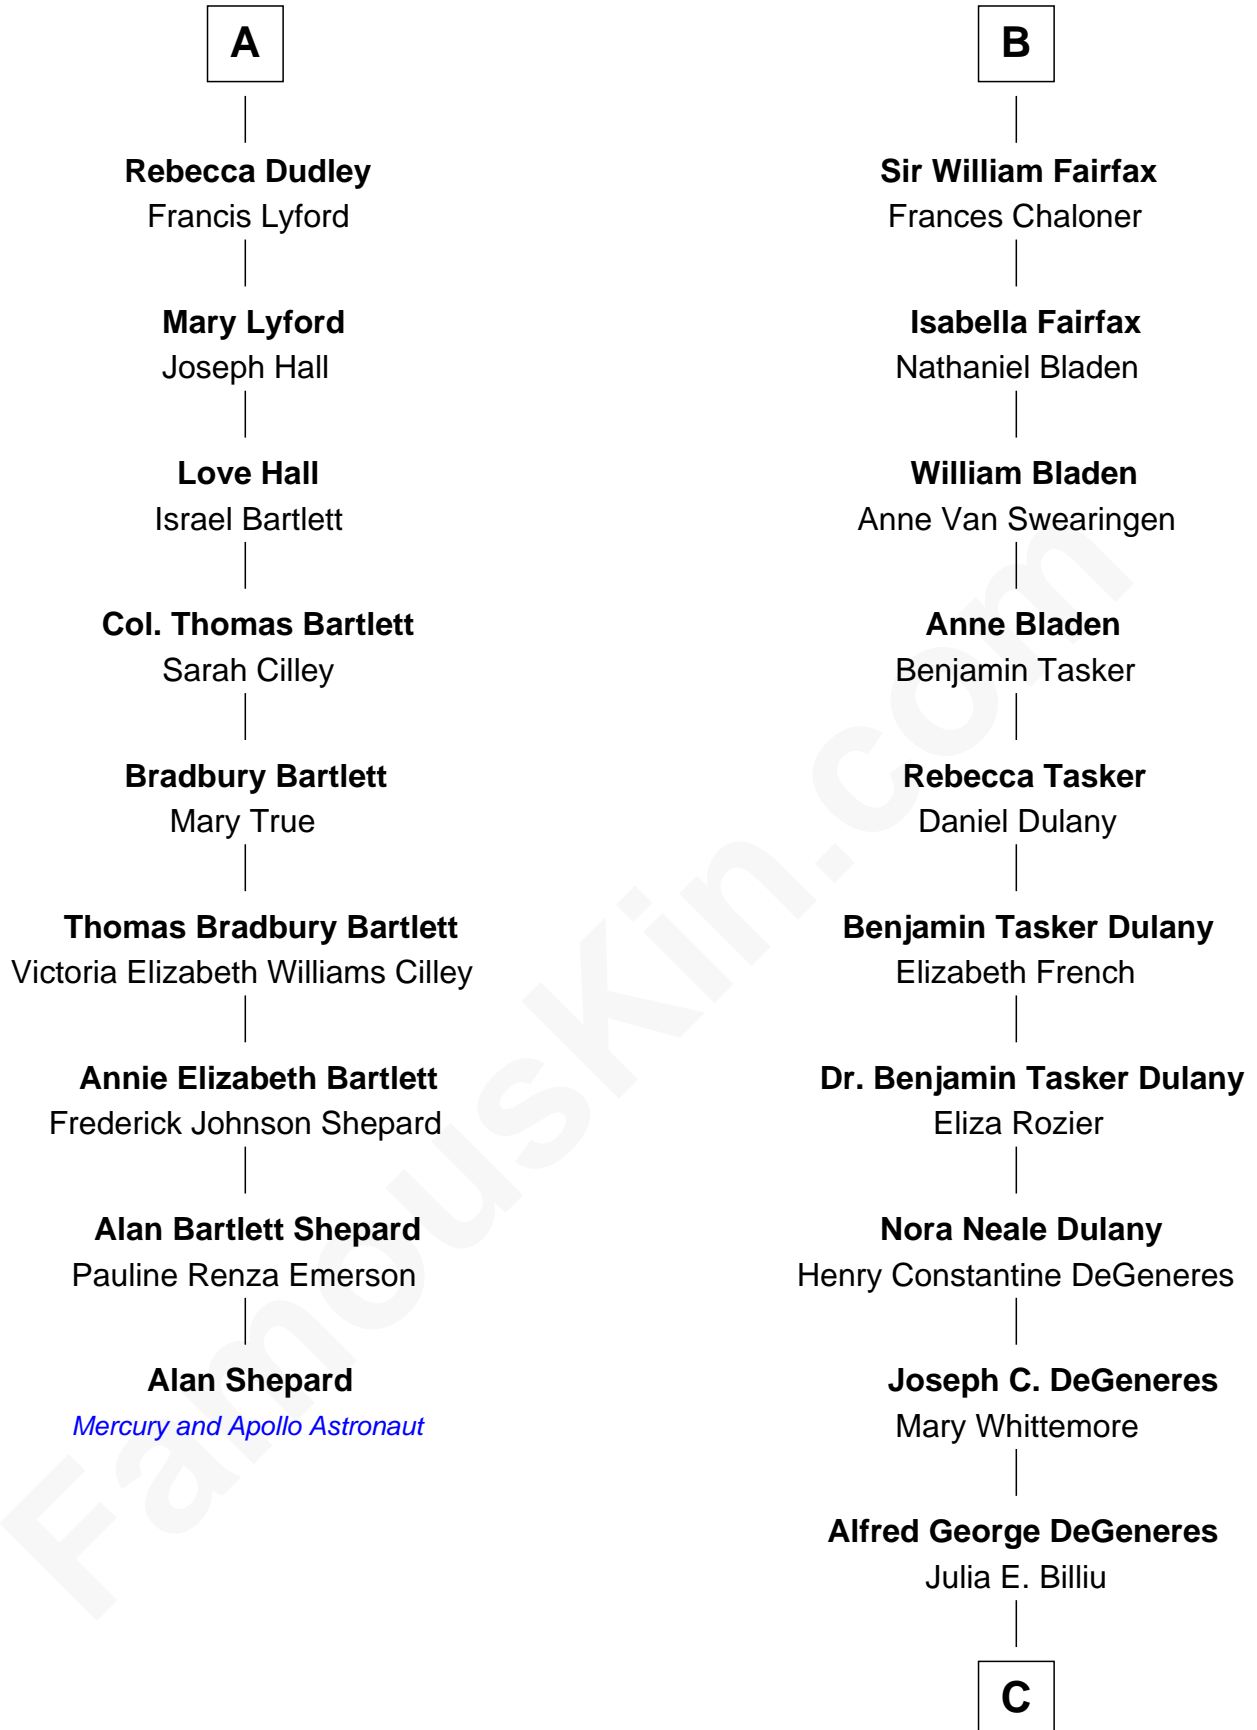 A
Rebecca Dudley
Francis Lyford
Mary Lyford
Joseph Hall
Love Hall
Israel Bartlett
Col. Thomas Bartlett
Sarah Cilley
Bradbury Bartlett
Mary True
Thomas Bradbury Bartlett
Victoria Elizabeth Williams Cilley
Annie Elizabeth Bartlett
Frederick Johnson Shepard
Alan Bartlett Shepard
Pauline Renza Emerson
Alan Shepard
Mercury and Apollo Astronaut
B
Sir William Fairfax
Frances Chaloner
Isabella Fairfax
Nathaniel Bladen
William Bladen
Anne Van Swearingen
Anne Bladen
Benjamin Tasker
Rebecca Tasker
Daniel Dulany
Benjamin Tasker Dulany
Elizabeth French
Dr. Benjamin Tasker Dulany
Eliza Rozier
Nora Neale Dulany
Henry Constantine DeGeneres
Joseph C. DeGeneres
Mary Whittemore
Alfred George DeGeneres
Julia E. Billiu
C
FamousKin.com